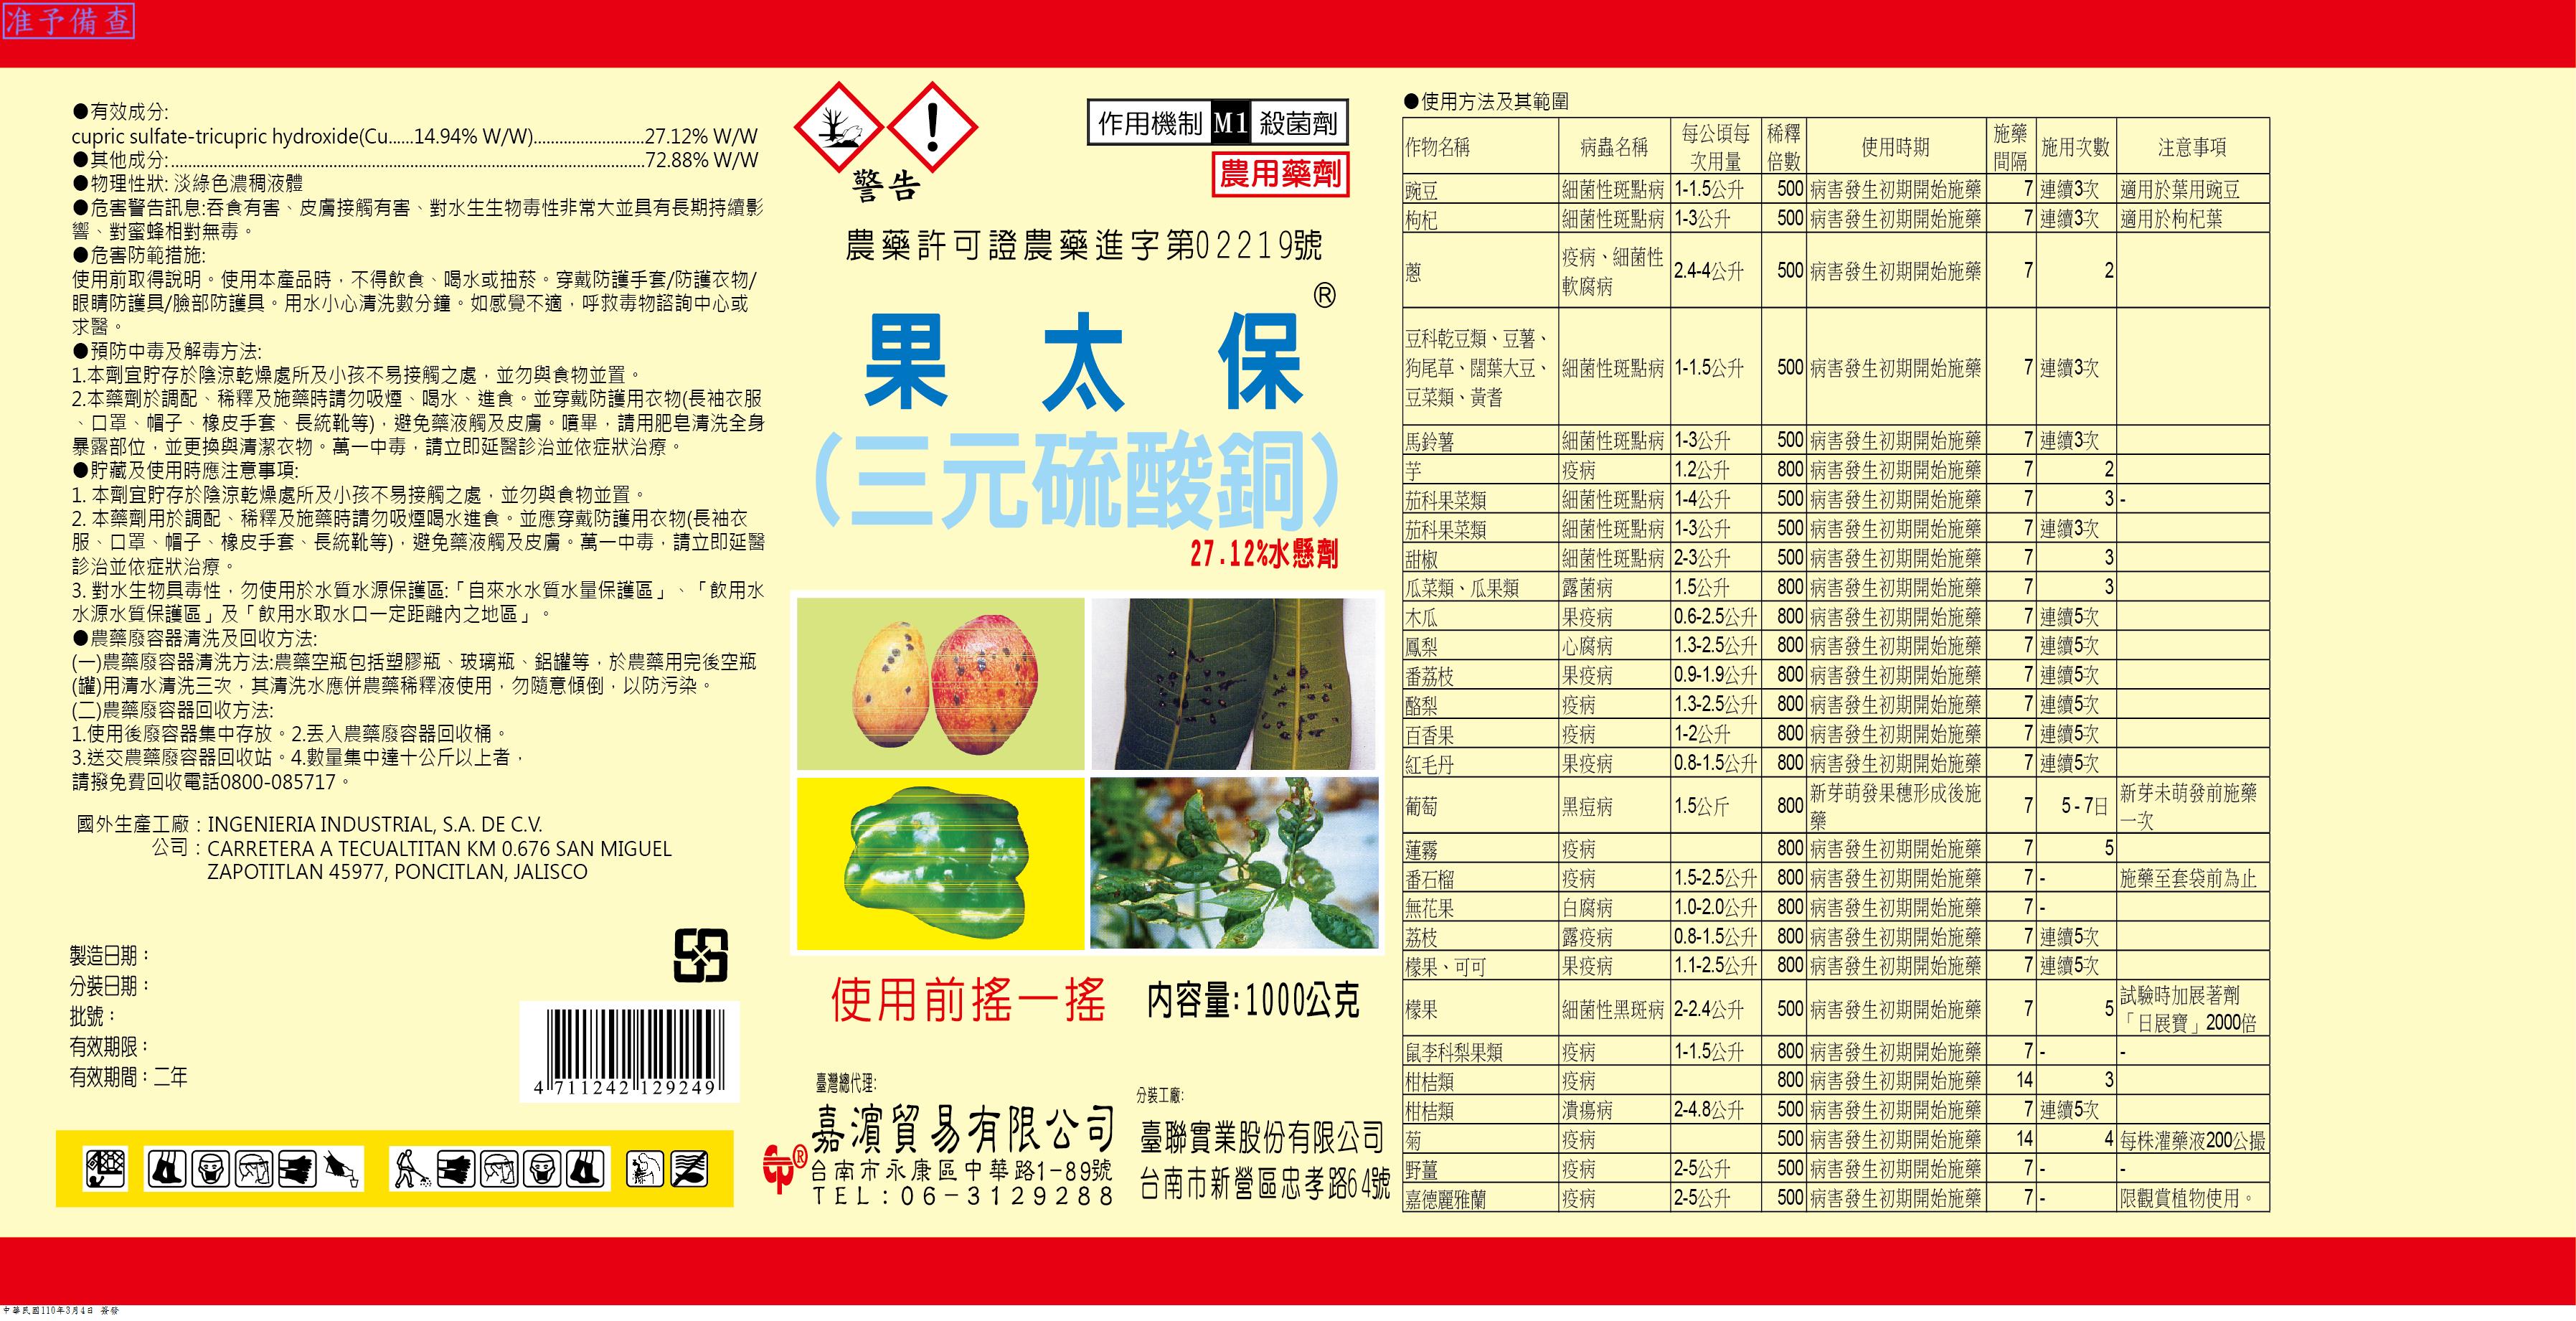 准予備查
●有效成分:
cupric sulfate-tricupric hydroxide(Cu......14.94% W/W)..........................27.12% W/W
●其他成分:................................................................................................................72.88% W/W
●物理性狀: 淡綠色濃稠液體
●危害警告訊息:吞食有害、皮膚接觸有害、對水生生物毒性非常大並具有長期持續影
響、對蜜蜂相對無毒。
●危害防範措施:
使用前取得說明。使用本產品時，不得飲食、喝水或抽菸。穿戴防護手套/防護衣物/
眼睛防護具/臉部防護具。用水小心清洗數分鐘。如感覺不適，呼救毒物諮詢中心或
求醫。
●預防中毒及解毒方法:
1.本劑宜貯存於陰涼乾燥處所及小孩不易接觸之處，並勿與食物並置。
2.本藥劑於調配、稀釋及施藥時請勿吸煙、喝水、進食。並穿戴防護用衣物(長袖衣服
、口罩、帽子、橡皮手套、長統靴等)，避免藥液觸及皮膚。噴畢，請用肥皂清洗全身
暴露部位，並更換與清潔衣物。萬一中毒，請立即延醫診治並依症狀治療。
●貯藏及使用時應注意事項:
1. 本劑宜貯存於陰涼乾燥處所及小孩不易接觸之處，並勿與食物並置。
2. 本藥劑用於調配、稀釋及施藥時請勿吸煙喝水進食。並應穿戴防護用衣物(長袖衣
服、口罩、帽子、橡皮手套、長統靴等)，避免藥液觸及皮膚。萬一中毒，請立即延醫
診治並依症狀治療。
3. 對水生物具毒性，勿使用於水質水源保護區:「自來水水質水量保護區」、「飲用水
水源水質保護區」及「飲用水取水口一定距離內之地區」。
●農藥廢容器清洗及回收方法:
(一)農藥廢容器清洗方法:農藥空瓶包括塑膠瓶、玻璃瓶、鋁罐等，於農藥用完後空瓶
(罐)用清水清洗三次，其清洗水應併農藥稀釋液使用，勿隨意傾倒，以防污染。
(二)農藥廢容器回收方法:
1.使用後廢容器集中存放。2.丟入農藥廢容器回收桶。
3.送交農藥廢容器回收站。4.數量集中達十公斤以上者，
請撥免費回收電話0800-085717。
國外生產工廠：INGENIERIA INDUSTRIAL, S.A. DE C.V.
公司：CARRETERA A TECUALTITAN KM 0.676 SAN MIGUEL
ZAPOTITLAN 45977, PONCITLAN, JALISCO
製造日期：
分裝日期：
批號：
有效期限：
有效期間：二年
4 711242 129249
警告
作用機制 M1 殺菌劑
農用藥劑
農藥許可證農藥進字第02219號
果太保®
(三元硫酸銅)
27.12%水懸劑
使用前搖一搖 內容量:1000公克
臺灣總代理:
嘉濱貿易有限公司
台南市永康區中華路1-89號
TEL:06-3129288
®
分裝工廠:
臺聯實業股份有限公司
台南市新營區忠孝路64號
●使用方法及其範圍
作物名稱 病蟲名稱 每公頃每次用量 稀釋倍數 使用時期 施藥間隔 施用次數 注意事項
豌豆 細菌性斑點病 1-1.5公升 500 病害發生初期開始施藥 7 連續3次 適用於葉用豌豆
枸杞 細菌性斑點病 1-3公升 500 病害發生初期開始施藥 7 連續3次 適用於枸杞葉
蔥 疫病、細菌性軟腐病 2.4-4公升 500 病害發生初期開始施藥 7 2
豆科乾豆類、豆薯、狗尾草、闊葉大豆、豆菜類、黃耆 細菌性斑點病 1-1.5公升 500 病害發生初期開始施藥 7 連續3次
馬鈴薯 細菌性斑點病 1-3公升 500 病害發生初期開始施藥 7 連續3次
芋 疫病 1.2公升 800 病害發生初期開始施藥 7 2
茄科果菜類 細菌性斑點病 1-4公升 500 病害發生初期開始施藥 7 3 -
茄科果菜類 細菌性斑點病 1-3公升 500 病害發生初期開始施藥 7 連續3次
甜椒 細菌性斑點病 2-3公升 500 病害發生初期開始施藥 7 3
瓜菜類、瓜果類 露菌病 1.5公升 800 病害發生初期開始施藥 7 3
木瓜 果疫病 0.6-2.5公升 800 病害發生初期開始施藥 7 連續5次
鳳梨 心腐病 1.3-2.5公升 800 病害發生初期開始施藥 7 連續5次
番荔枝 果疫病 0.9-1.9公升 800 病害發生初期開始施藥 7 連續5次
酪梨 疫病 1.3-2.5公升 800 病害發生初期開始施藥 7 連續5次
百香果 疫病 1-2公升 800 病害發生初期開始施藥 7 連續5次
紅毛丹 果疫病 0.8-1.5公升 800 病害發生初期開始施藥 7 連續5次
葡萄 黑痘病 1.5公斤 800 新芽萌發果穗形成後施藥 7 5 - 7日 新芽未萌發前施藥一次
蓮霧 疫病 800 病害發生初期開始施藥 7 5
番石榴 疫病 1.5-2.5公升 800 病害發生初期開始施藥 7 - 施藥至套袋前為止
無花果 白腐病 1.0-2.0公升 800 病害發生初期開始施藥 7 -
荔枝 露疫病 0.8-1.5公升 800 病害發生初期開始施藥 7 連續5次
檬果、可可 果疫病 1.1-2.5公升 800 病害發生初期開始施藥 7 連續5次
檬果 細菌性黑斑病 2-2.4公升 500 病害發生初期開始施藥 7 5 試驗時加展著劑「日展寶」2000倍
鼠李科梨果類 疫病 1-1.5公升 800 病害發生初期開始施藥 7 - -
柑桔類 疫病 800 病害發生初期開始施藥 14 3
柑桔類 潰瘍病 2-4.8公升 500 病害發生初期開始施藥 7 連續5次
菊 疫病 500 病害發生初期開始施藥 14 4 每株灌藥液200公撮
野薑 疫病 2-5公升 500 病害發生初期開始施藥 7 - -
嘉德麗雅蘭 疫病 2-5公升 500 病害發生初期開始施藥 7 - 限觀賞植物使用。
中華民國110年3月4日 簽發